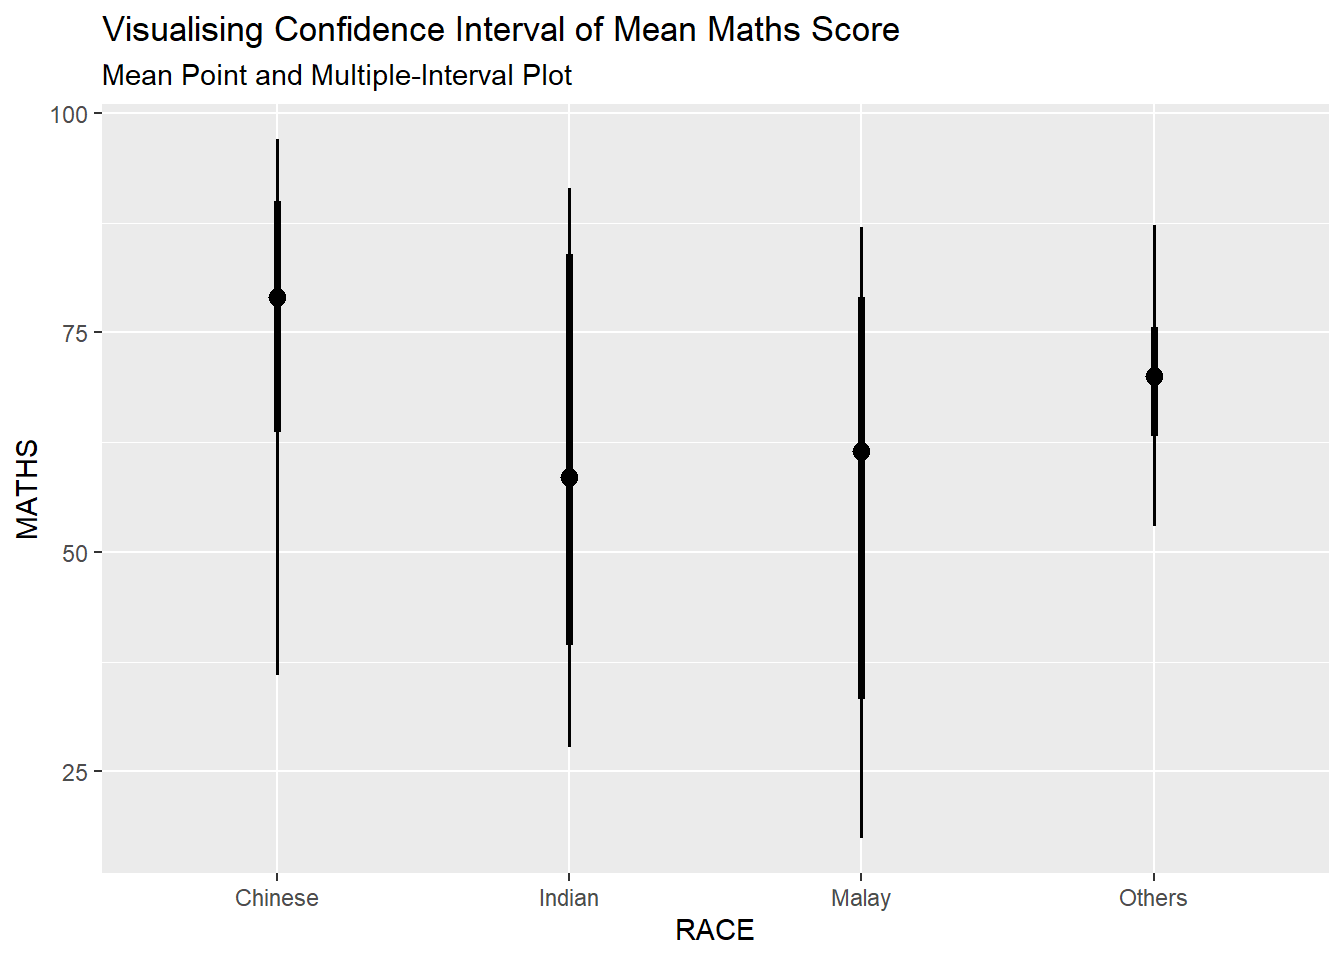 Visualising Confidence Interval of Mean Maths Score
Mean Point and Multiple-Interval Plot
100
75
50
25
MATHS
Chinese Indian Malay Others
RACE